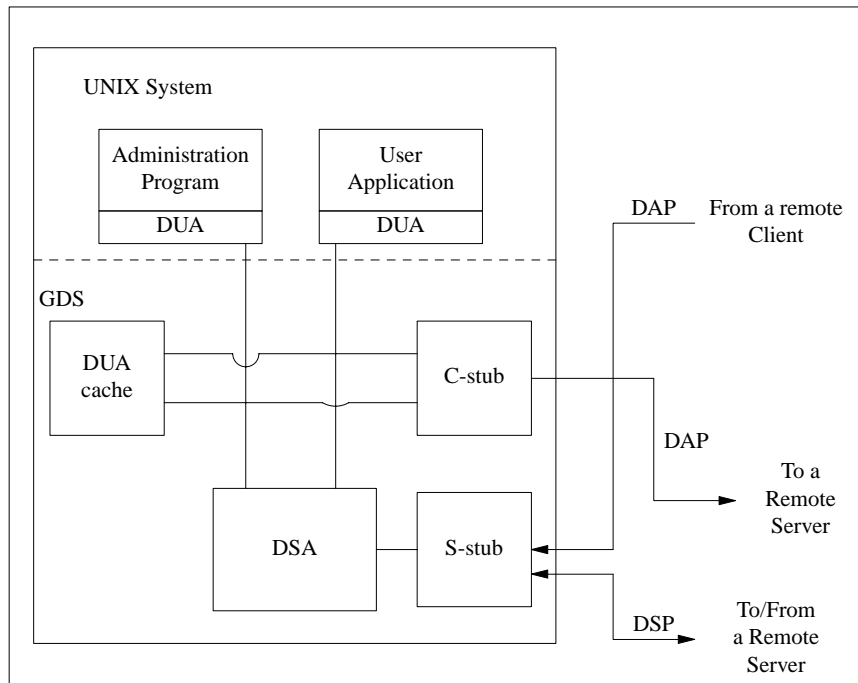 UNIX System
Administration
Program
DUA
User
Application
DUA
DAP
From a remote
Client
GDS
DUA
cache
C-stub
DAP
To a
Remote
Server
DSA
S-stub
DSP
To/From
a Remote
Server